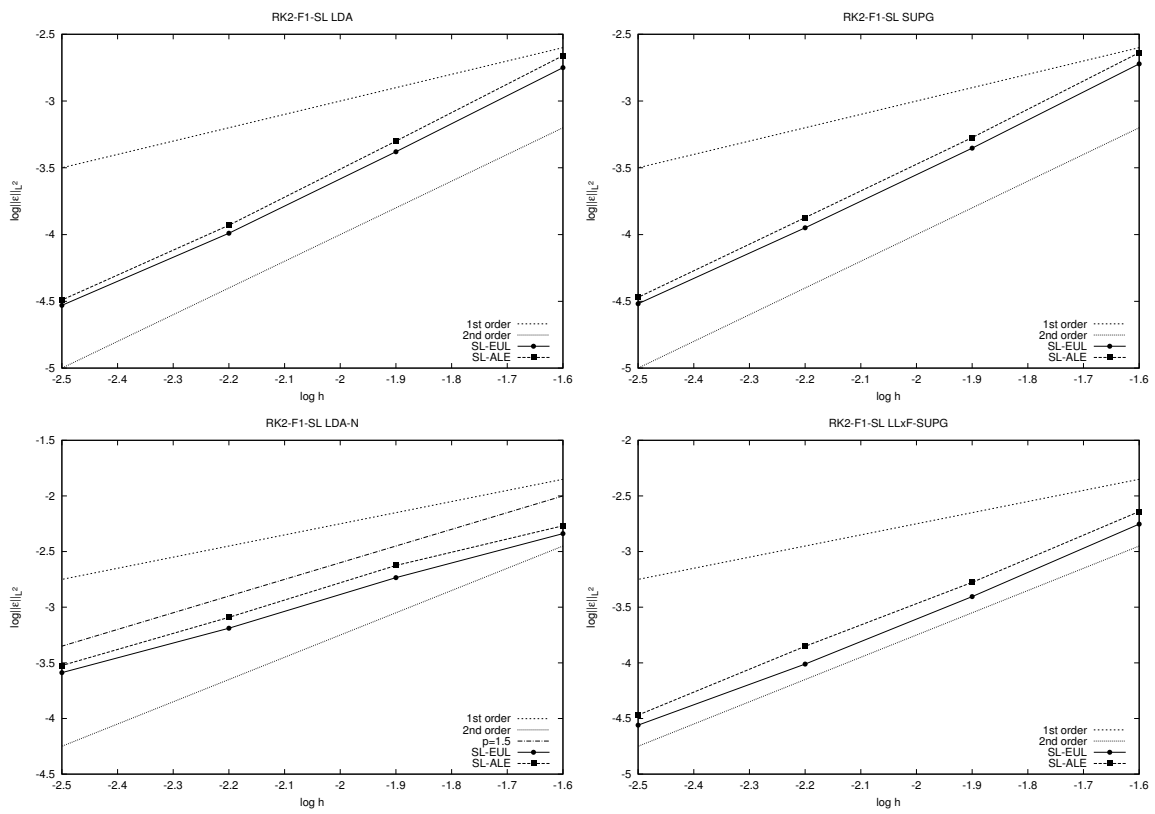 RK2-F1-SL LDA
-2.5
-3
-3.5
-4
-4.5
-5
log||ε||L²
-2.5 -2.4 -2.3 -2.2 -2.1 -2 -1.9 -1.8 -1.7 -1.6
log h
1st order
2nd order
SL-EUL
SL-ALE
RK2-F1-SL SUPG
-2.5
-3
-3.5
-4
-4.5
-5
log||ε||L²
-2.5 -2.4 -2.3 -2.2 -2.1 -2 -1.9 -1.8 -1.7 -1.6
log h
1st order
2nd order
SL-EUL
SL-ALE
RK2-F1-SL LDA-N
-1.5
-2
-2.5
-3
-3.5
-4
-4.5
log||ε||L²
-2.5 -2.4 -2.3 -2.2 -2.1 -2 -1.9 -1.8 -1.7 -1.6
log h
1st order
2nd order
p=1.5
SL-EUL
SL-ALE
RK2-F1-SL LLxF-SUPG
-2
-2.5
-3
-3.5
-4
-4.5
-5
log||ε||L²
-2.5 -2.4 -2.3 -2.2 -2.1 -2 -1.9 -1.8 -1.7 -1.6
log h
1st order
2nd order
SL-EUL
SL-ALE